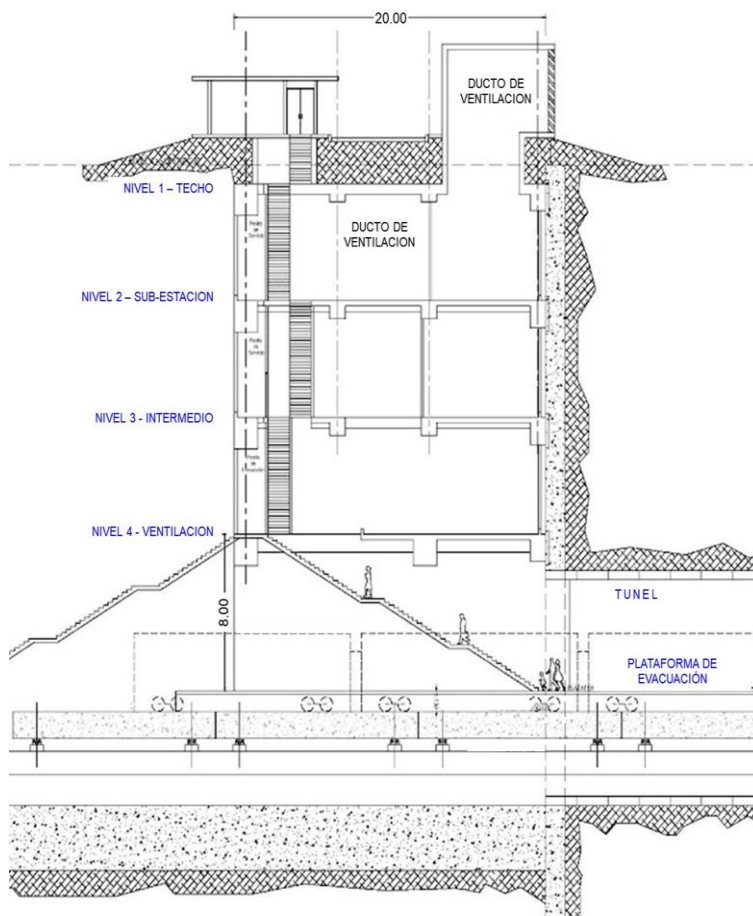 20.00
DUCTO DE
VENTILACION
NIVEL 1 – TECHO
DUCTO DE
VENTILACION
NIVEL 2 – SUB-ESTACION
NIVEL 3 - INTERMEDIO
NIVEL 4 - VENTILACION
8.00
TUNEL
PLATAFORMA DE
EVACUACIÓN